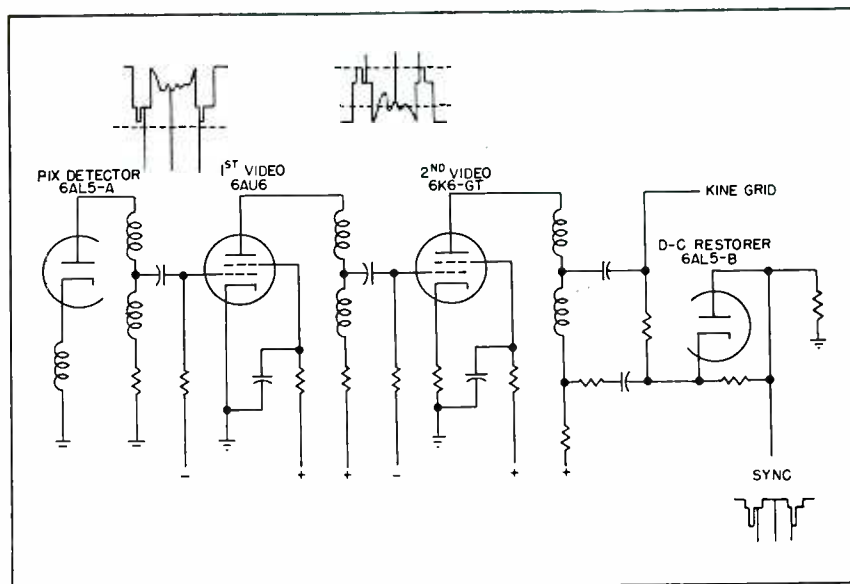 PIX DETECTOR
6AL5-A
1ST VIDEO
6AU6
2ND VIDEO
6K6-GT
KINE GRID
D-C RESTORER
6AL5-B
- + + - + +
SYNC